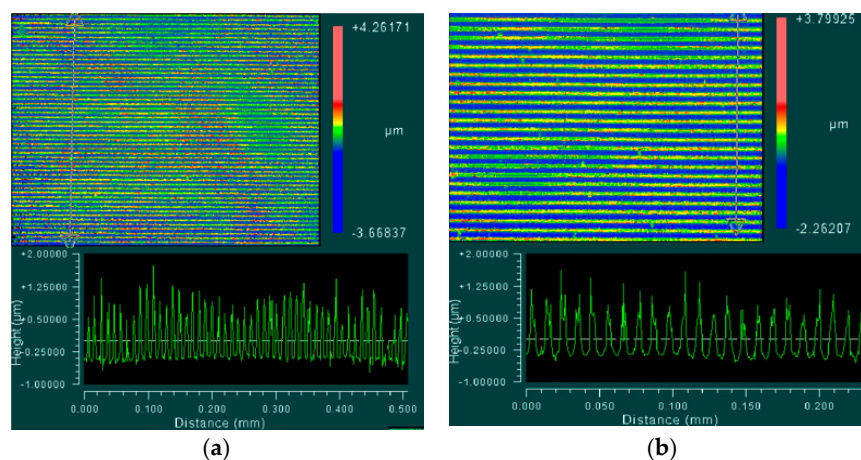 +4.26171
µm
-3.66837
+2.00000
+1.25000
+0.50000
-0.25000
-1.00000
Height (µm)
0.000 0.100 0.200 0.300 0.400 0.500
Distance (mm)
(a)
+3.79925
µm
-2.26207
+2.00000
+1.25000
+0.50000
-0.25000
-1.00000
Height (µm)
0.000 0.050 0.100 0.150 0.200
Distance (mm)
(b)